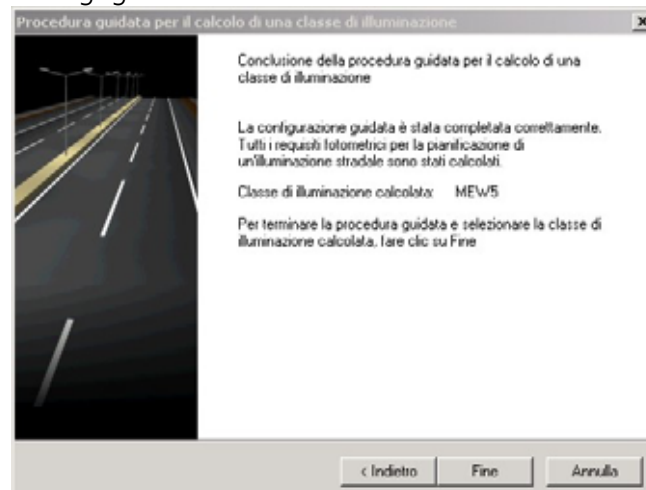 Procedura guidata per il calcolo di una classe di illuminazione
Conclusione della procedura guidata per il calcolo di una
classe di illuminazione
La configurazione guidata è stata completata correttamente.
Tutti i requisiti fotometrici per la pianificazione di
un'illuminazione stradale sono stati calcolati.
Classe di illuminazione calcolata: MEW5
Per terminare la procedura guidata e selezionare la classe di
illuminazione calcolata, fare clic su Fine
< Indietro Fine Annulla